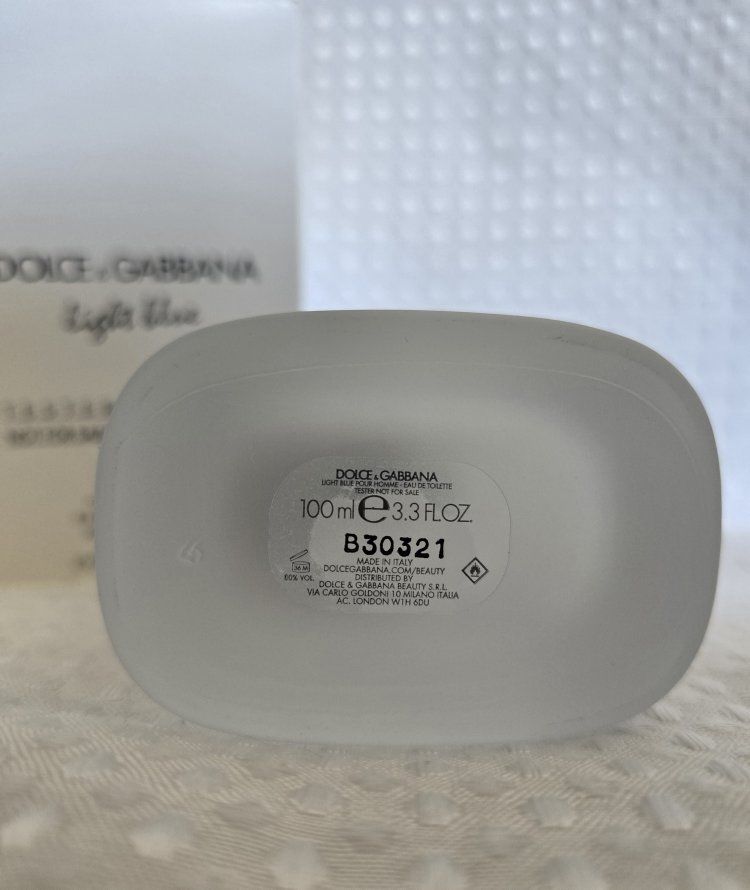 DOLCE & GABBANA
light blue
DOLCE & GABBANA
LIGHT BLUE POUR HOMME - EAU DE TOILETTE
TESTER NOT FOR SALE
100 ml e 3.3 FL.OZ.
B30321
MADE IN ITALY
36 M
DOLCEGABBANA.COM/BEAUTY
80% VOL.
DISTRIBUTED BY
DOLCE & GABBANA BEAUTY S.R.L.
VIA CARLO GOLDONI 10 MILANO ITALIA
AC. LONDON W1H 6DU